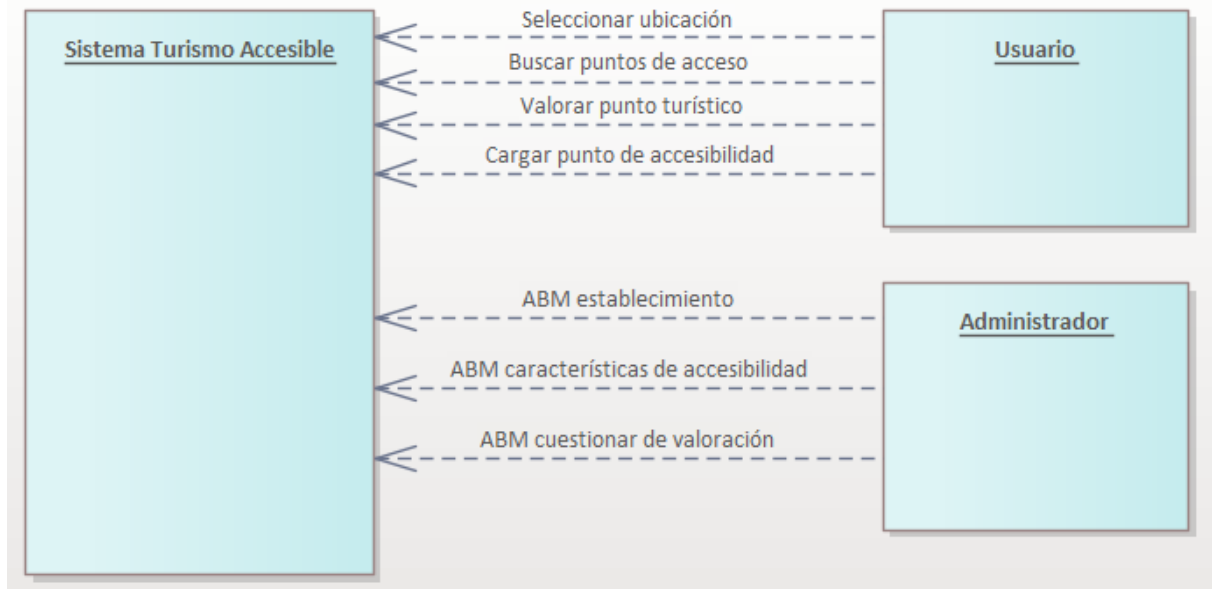 Sistema Turismo Accesible
Seleccionar ubicación
Buscar puntos de acceso
Valorar punto turístico
Cargar punto de accesibilidad
Usuario
ABM establecimiento
ABM características de accesibilidad
ABM cuestionar de valoración
Administrador